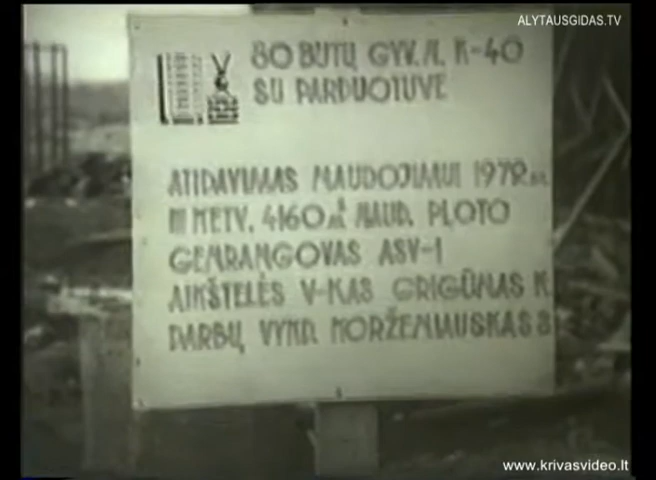 ALYTAUSGIDAS.TV
80 BUTŲ GYV. N. K-40
SU PARDUOTUVE
ATIDAVIMAS NAUDOJIMUI 1972 M.
III KETV. 4160 M² NAUD. PLOTO
GENRANGOVAS ASV-1
AIKŠTELĖS V-KAS GRIGŪNAS K.
DARBŲ VYKD. KORŽENIAUSKAS S
www.krivasvideo.lt